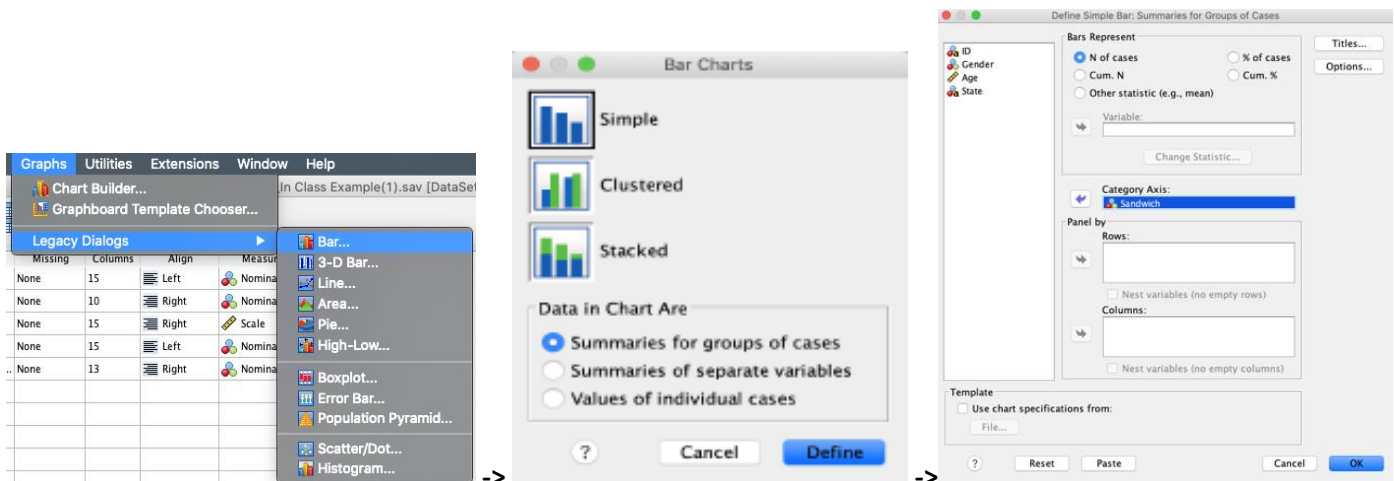 Graphs Utilities Extensions Window Help
Chart Builder... In Class Example(1).sav [DataSet
Graphboard Template Chooser...
Legacy Dialogs
Bar...
3-D Bar...
Line...
Area...
Pie...
High-Low...
Boxplot...
Error Bar...
Population Pyramid...
Scatter/Dot...
Histogram...
Missing Columns Align Measur
None 15 Left Nomina
None 10 Right Nomina
None 15 Right Scale
None 15 Left Nomina
.. None 13 Right Nomina
->
Bar Charts
Simple
Clustered
Stacked
Data in Chart Are
Summaries for groups of cases
Summaries of separate variables
Values of individual cases
? Cancel Define
->
Define Simple Bar: Summaries for Groups of Cases
ID
Gender
Age
State
Bars Represent
N of cases % of cases
Cum. N Cum. %
Other statistic (e.g., mean)
Variable:
Change Statistic...
Category Axis:
Sandwich
Panel by
Rows:
Nest variables (no empty rows)
Columns:
Nest variables (no empty columns)
Titles...
Options...
Template
Use chart specifications from:
File...
? Reset Paste Cancel OK